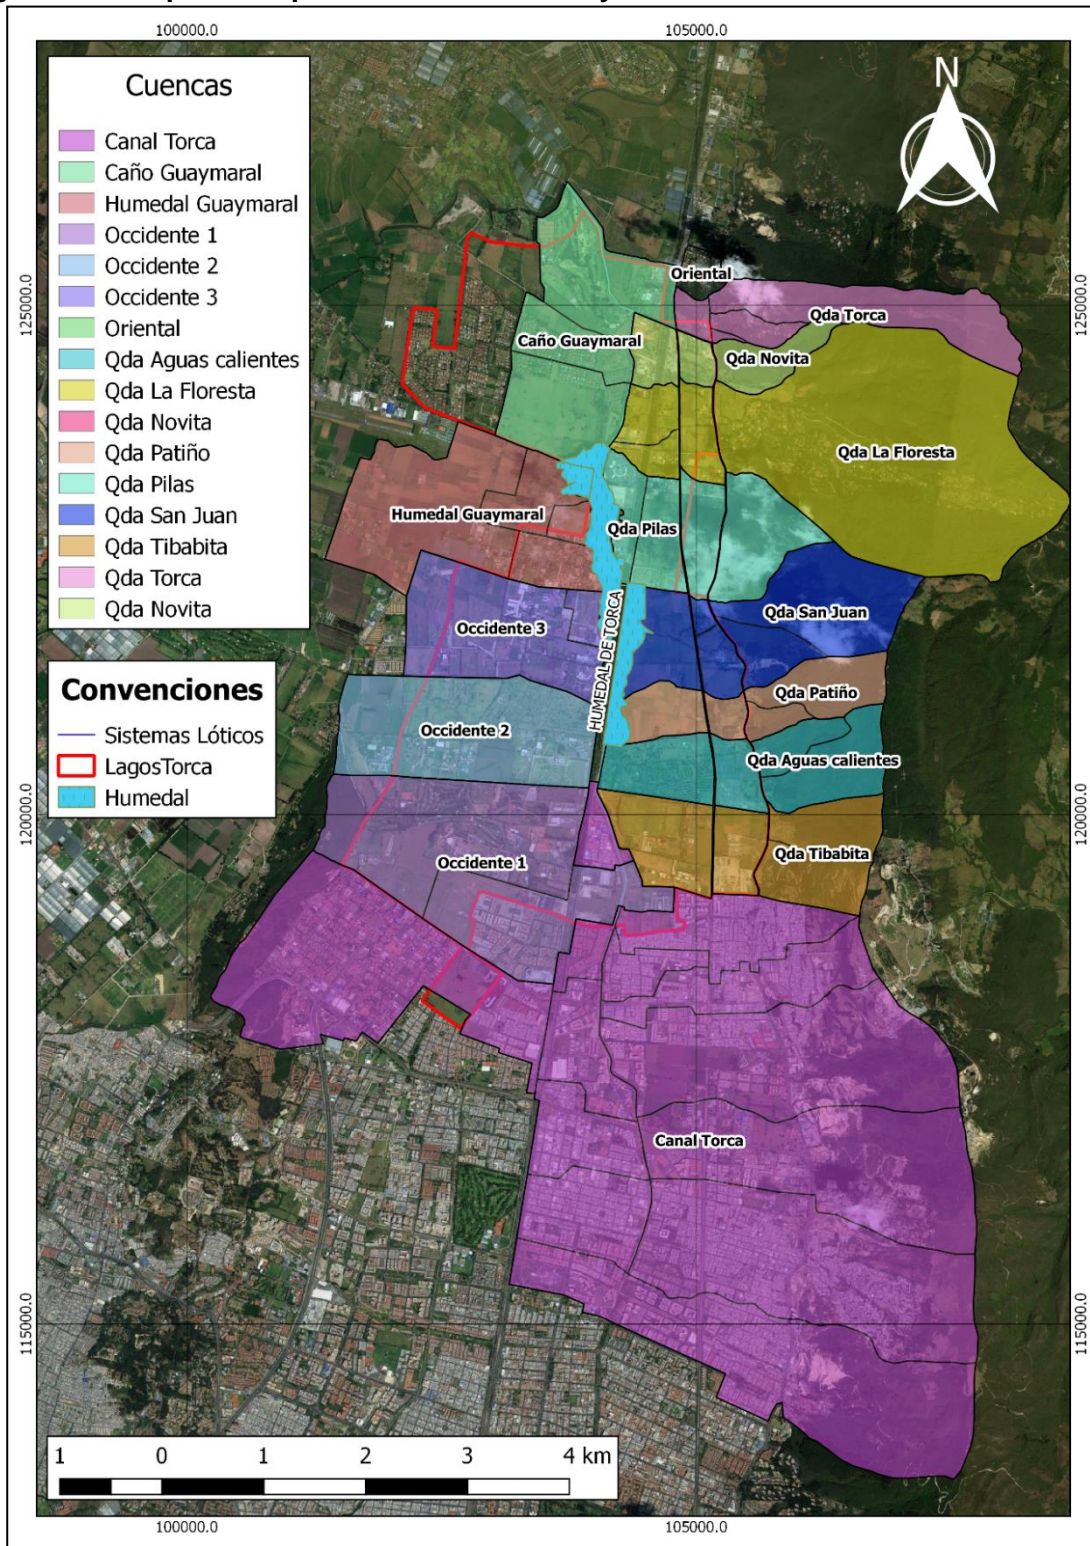 100000.0
105000.0
Cuencas
Canal Torca
Caño Guaymaral
Humedal Guaymaral
Occidente 1
Occidente 2
Occidente 3
Oriental
Qda Aguas calientes
Qda La Floresta
Qda Novita
Qda Patiño
Qda Pilas
Qda San Juan
Qda Tibabita
Qda Torca
Qda Novita
Convenciones
Sistemas Lóticos
LagosTorca
Humedal
N
125000.0
125000.0
Oriental
Qda Torca
Caño Guaymaral
Qda Novita
Qda La Floresta
Humedal Guaymaral
Qda Pilas
Qda San Juan
Occidente 3
HUMEDAL DE TORCA
Qda Patiño
Occidente 2
Qda Aguas calientes
120000.0
120000.0
Qda Tibabita
Occidente 1
Canal Torca
115000.0
115000.0
1 0 1 2 3 4 km
100000.0
105000.0